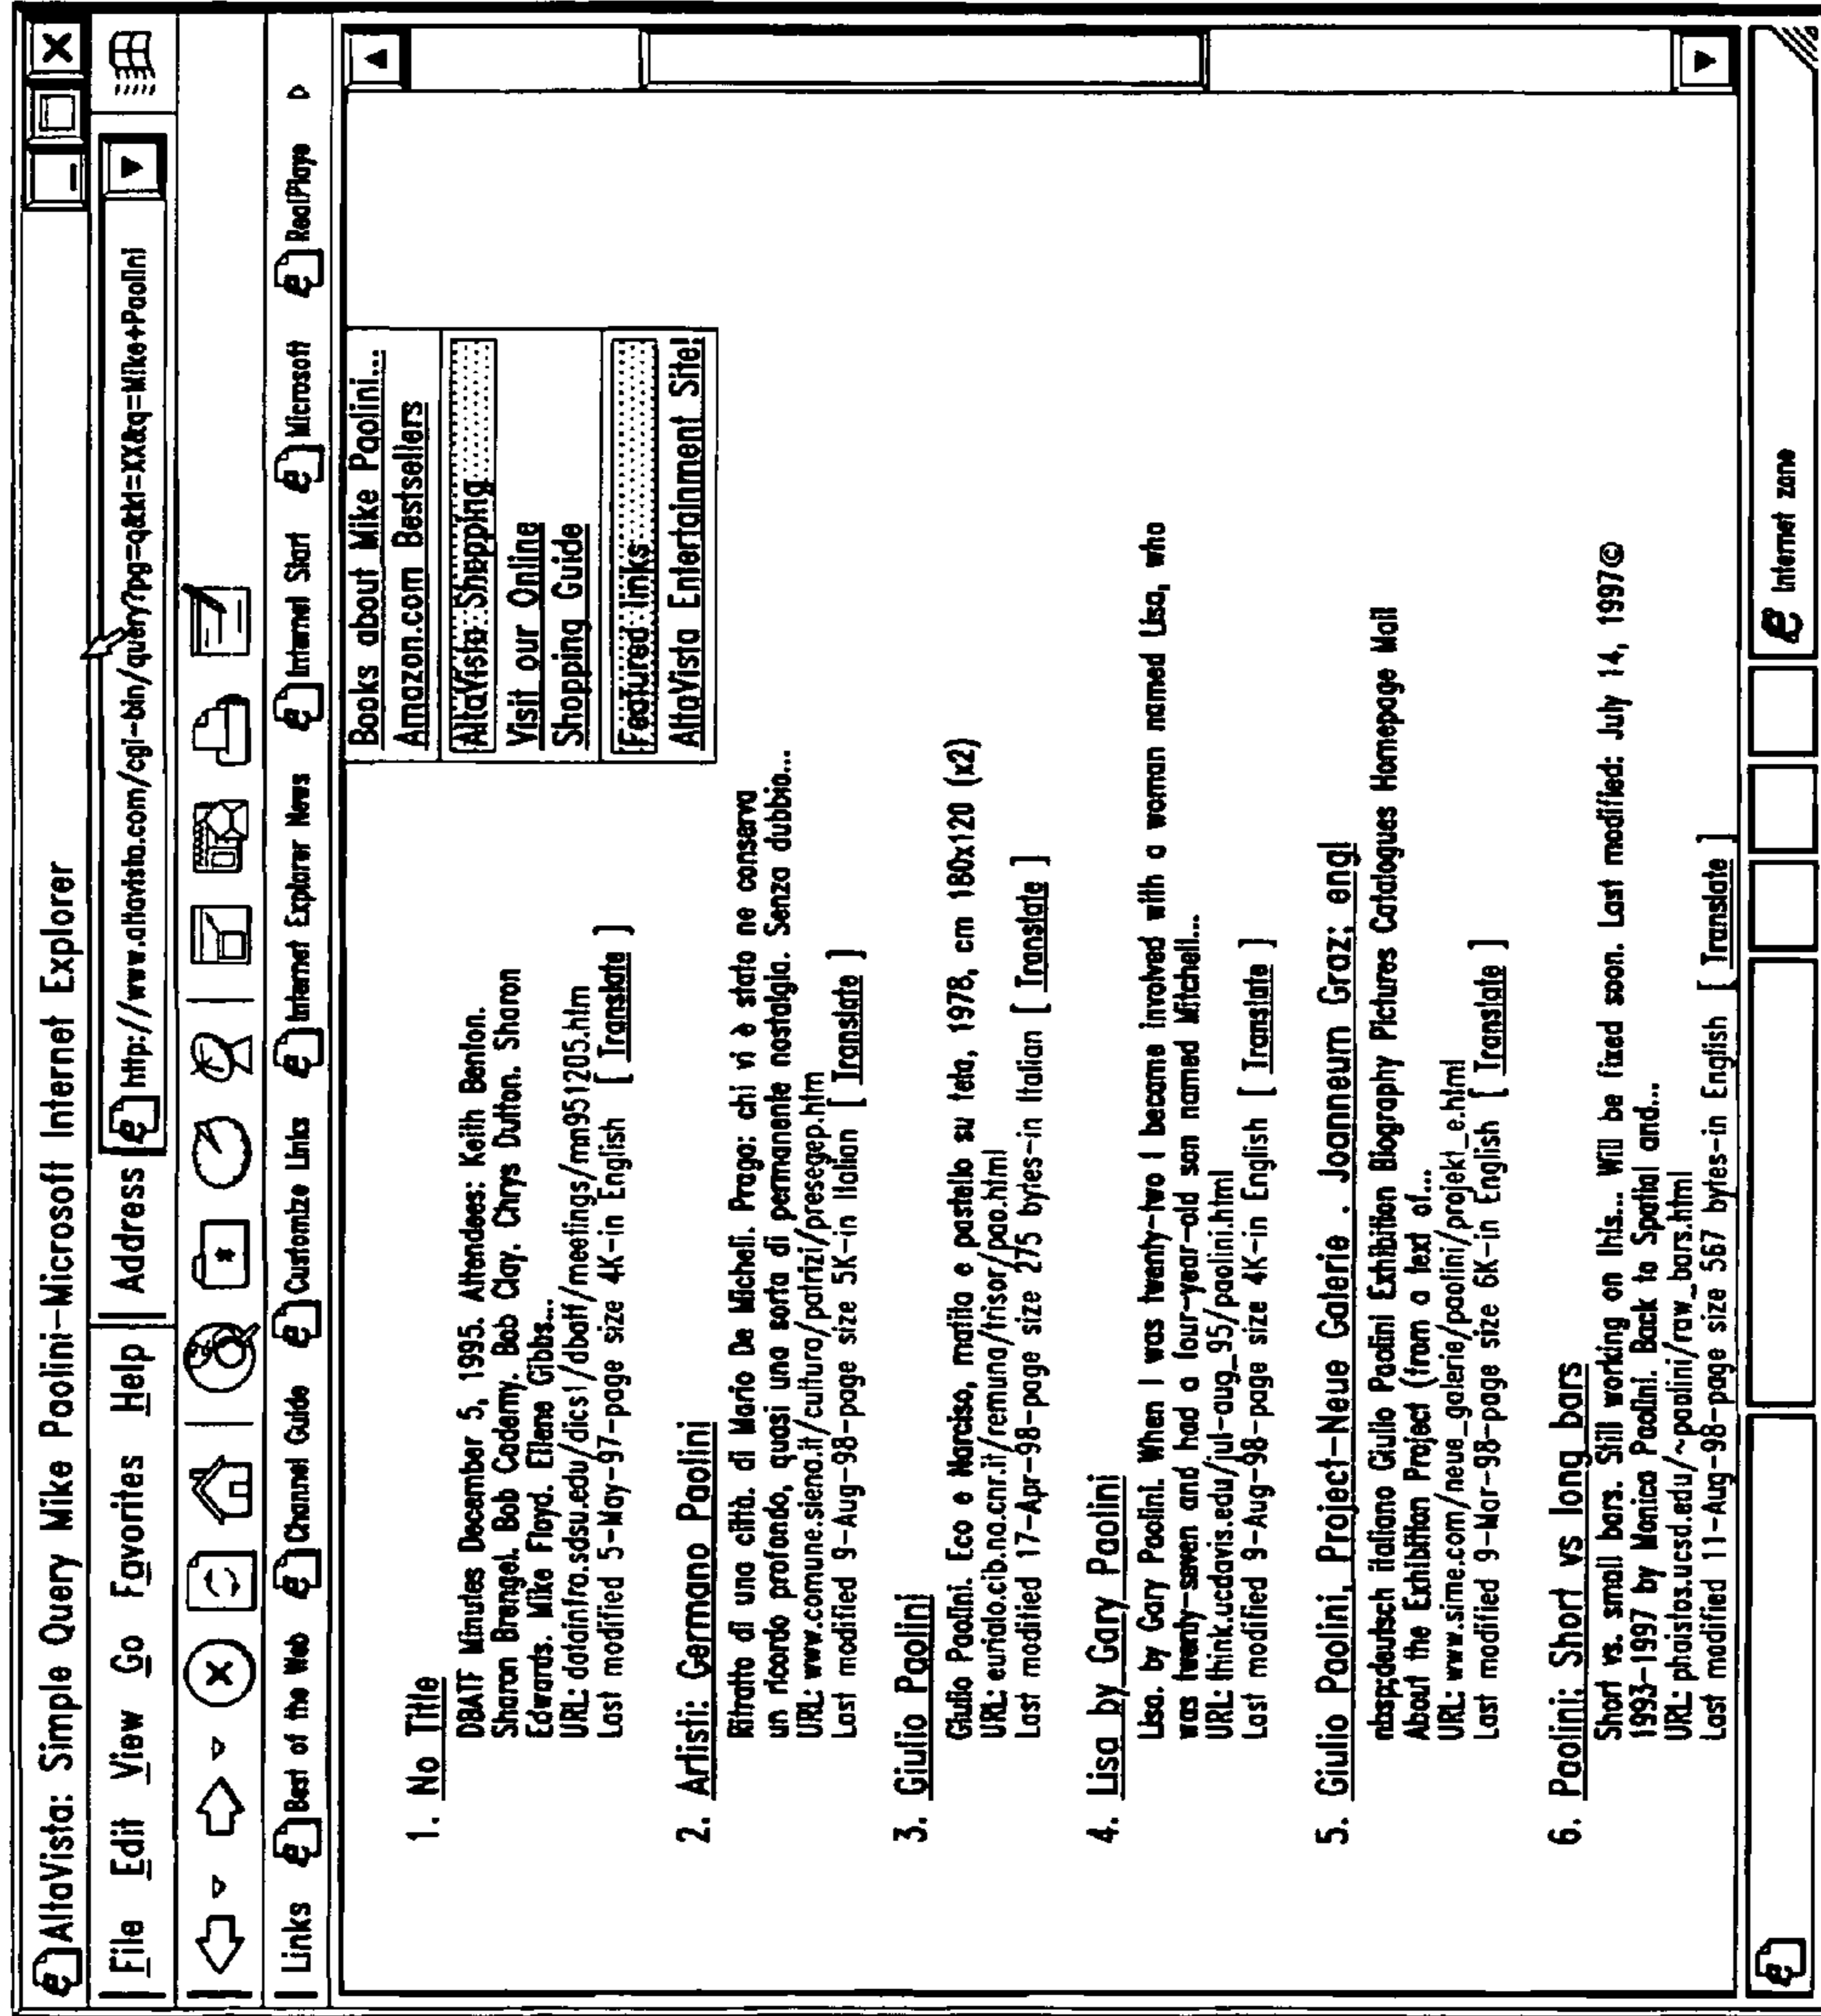 AltaVista: Simple Query Mike Paolini-Microsoft Internet Explorer
File Edit View Go Favorites Help Address http://www.altavista.com/cgi-bin/query?pg=q&kl=XX&q=Mike+Paolini
Links Best of the Web Channel Guide Customize Links Internet Explorer News Internet Start Microsoft RealPlaye
Books about Mike Paolini...
Amazon.com Bestsellers
AltaVista Shopping
Visit our Online
Shopping Guide
Featured links
AltaVista Entertainment Site!
1. No Title
DBATF Minutes December 5, 1995. Attendees: Keith Benton.
Sharon Brengel. Bob Cademy. Bob Clay. Chrys Dutton. Sharon
Edwards. Mike Floyd. Ellene Gibbs...
URL: datainfro.sdsu.edu/dics1/dbatf/meetings/mn951205.htm
Last modified 5-May-97-page size 4K-in English [ Translate ]
2. Artisti: Germano Paolini
Ritratto di una città. di Mario De Micheli. Prago: chi vi è stato ne conserva
un ricordo profondo, quasi una sorta di permanente nostalgia. Senza dubbio...
URL: www.comune.siena.it/cultura/patrizi/presegep.htm
Last modified 9-Aug-98-page size 5K-in Italian [ Translate ]
3. Giulio Paolini
Giulio Paolini. Eco e Narciso, matita e pastello su tela, 1978, cm 180x120 (x2)
URL: eurialo.cib.na.cnr.it/remuna/trisor/pao.html
Last modified 17-Apr-98-page size 275 bytes-in Italian [ Translate ]
4. Lisa by Gary Paolini
Lisa. by Gary Paolini. When I was twenty-two I became involved with a woman named Lisa, who
was twenty-seven and had a four-year-old son named Mitchell...
URL: think.ucdavis.edu/jul-aug_95/paolini.html
Last modified 9-Aug-98-page size 4K-in English [ Translate ]
5. Giulio Paolini, Project-Neue Galerie . Joanneum Graz: engl
nbsp;deutsch italiano Giulio Paolini Exhibition Biography Pictures Catalogues Homepage Mail
About the Exhibition Project (from a text of...
URL: www.sime.com/neue_galerie/paolini/projekt_e.html
Last modified 9-Mar-98-page size 6K-in English [ Translate ]
6. Paolini: Short vs long bars
Short vs. small bars. Still working on this... Will be fixed soon. Last modified: July 14, 1997©
1993-1997 by Monica Paolini. Back to Spatial and...
URL: phaistos.ucsd.edu/~paolini/raw_bars.html
Last modified 11-Aug-98-page size 567 bytes-in English [ Translate ]
Internet zone